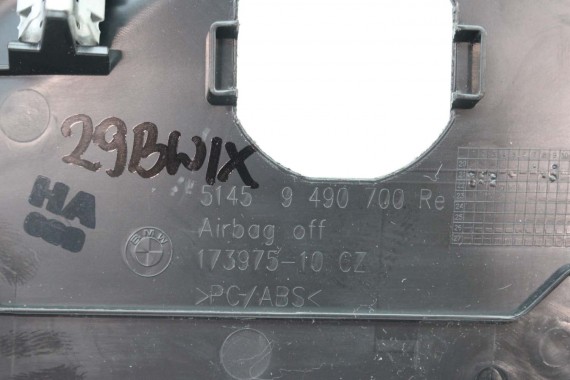 29BWIX
HA
5145 9 490 700 Re
Airbag off
BMW
173975-10 CZ
>PC/ABS<